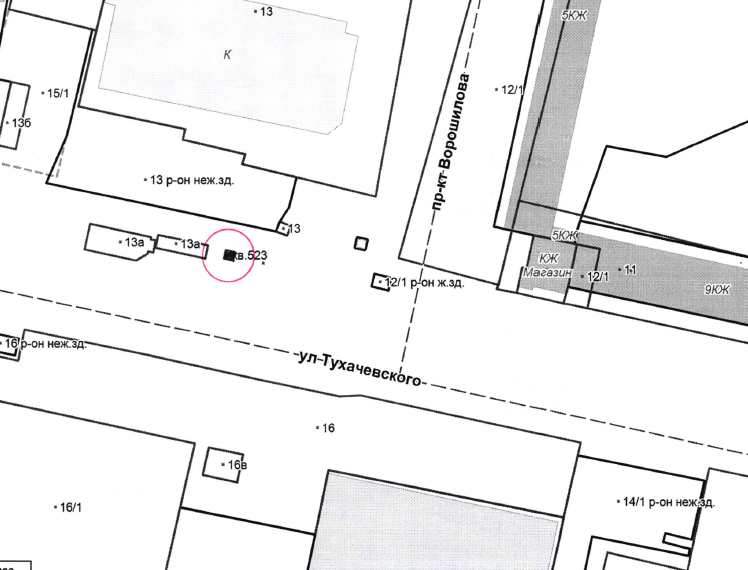 13
5КЖ
К
15/1
12/1
13б
пр-кт Ворошилова
13 р-он неж.зд.
13
13а
13а
кв.523
5КЖ
КЖ
Магазин
12/1
11
9КЖ
12/1 р-он ж.зд.
16 р-он неж.зд.
ул Тухачевского
16
16в
16/1
14/1 р-он неж.зд.